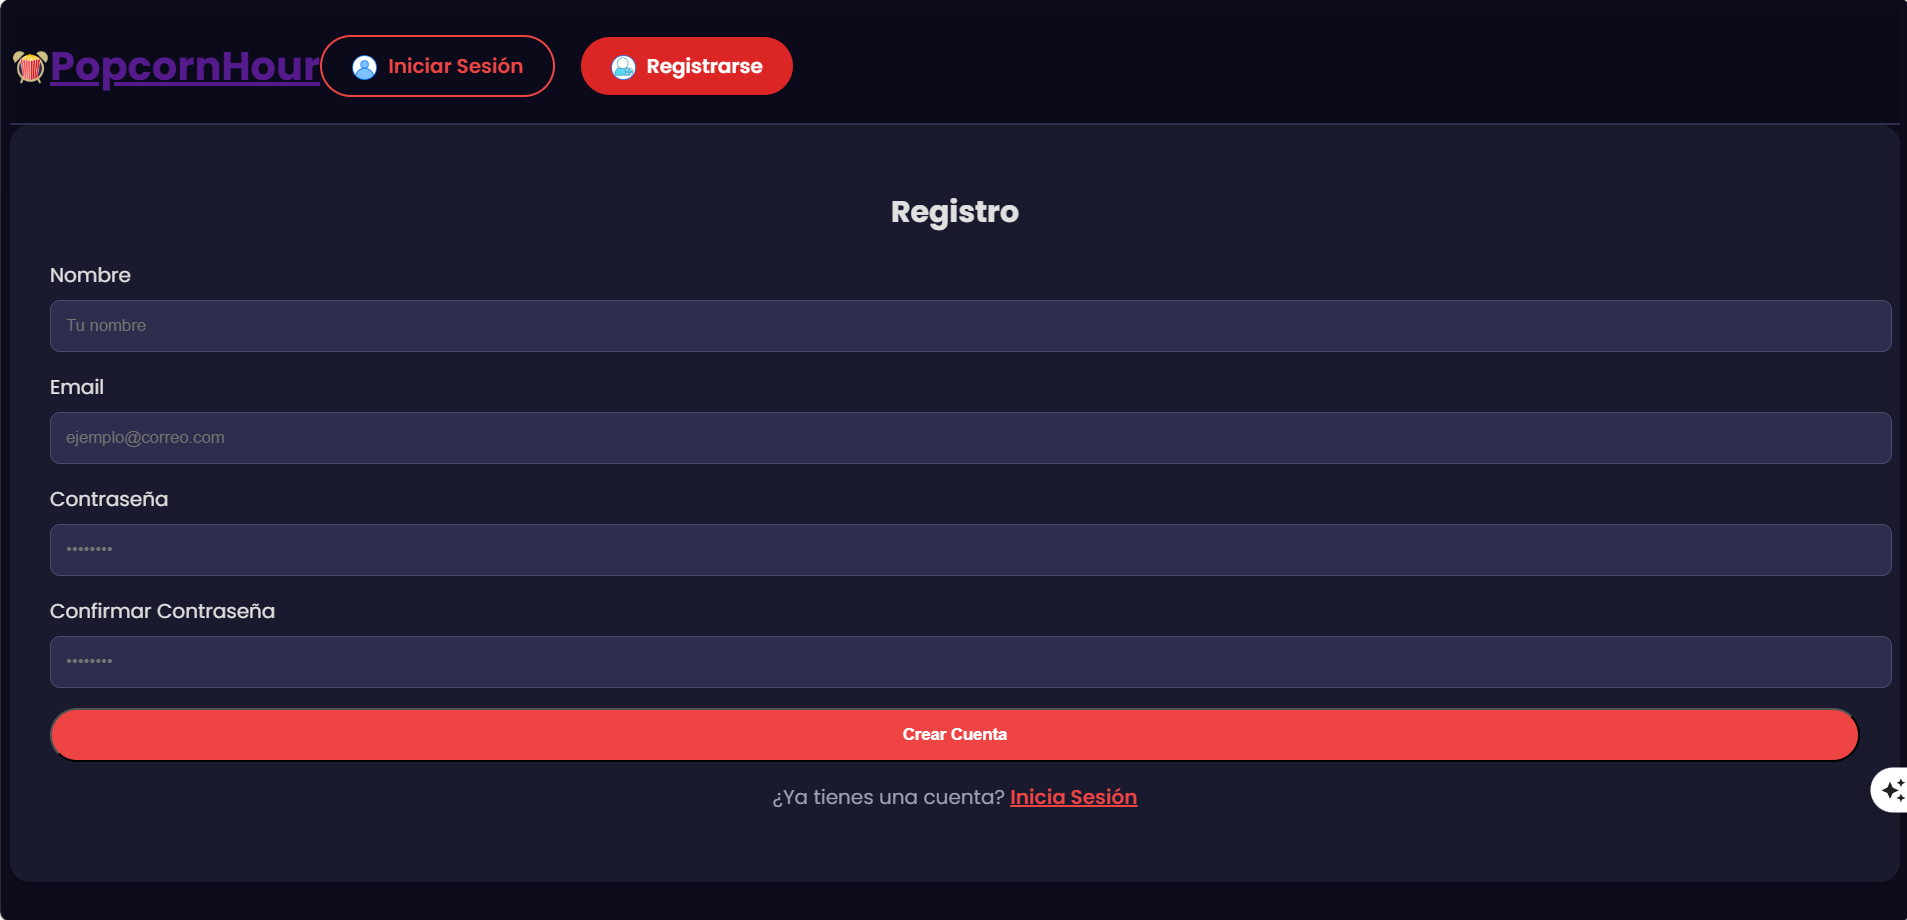 PopcornHour Iniciar Sesión Registrarse
Registro
Nombre
Tu nombre
Email
ejemplo@correo.com
Contraseña
••••••••
Confirmar Contraseña
••••••••
Crear Cuenta
¿Ya tienes una cuenta? Inicia Sesión